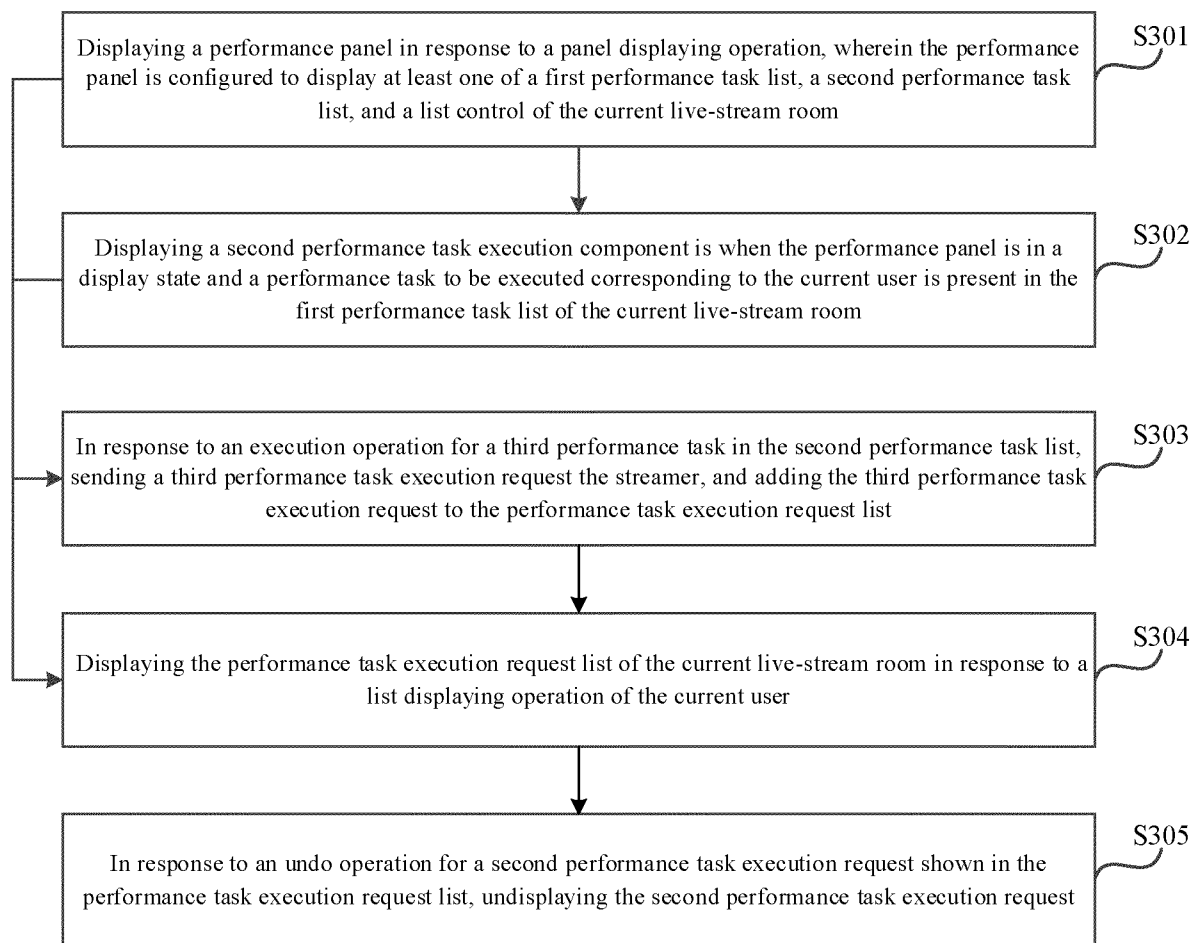 Displaying a performance panel in response to a panel displaying operation, wherein the performance
panel is configured to display at least one of a first performance task list, a second performance task
list, and a list control of the current live-stream room
S301
Displaying a second performance task execution component is when the performance panel is in a
display state and a performance task to be executed corresponding to the current user is present in the
first performance task list of the current live-stream room
S302
In response to an execution operation for a third performance task in the second performance task list,
sending a third performance task execution request the streamer, and adding the third performance task
execution request to the performance task execution request list
S303
Displaying the performance task execution request list of the current live-stream room in response to a
list displaying operation of the current user
S304
In response to an undo operation for a second performance task execution request shown in the
performance task execution request list, undisplaying the second performance task execution request
S305